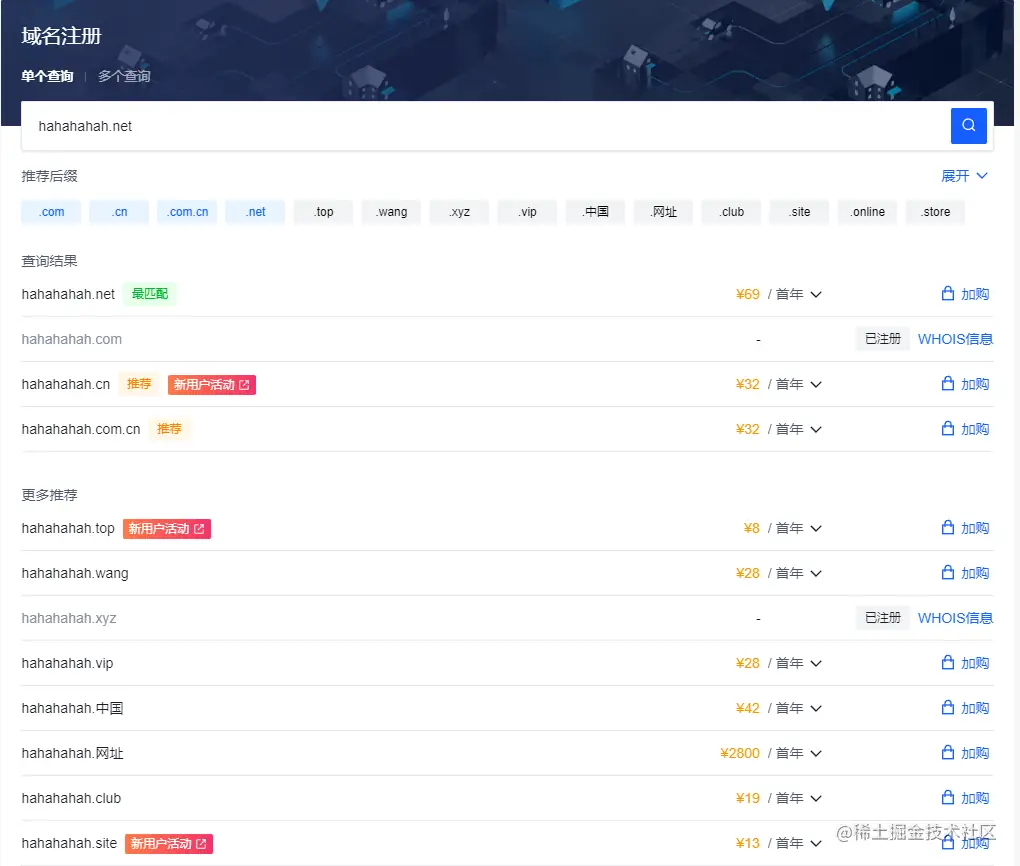 域名注册
单个查询 | 多个查询
hahahahah.net
推荐后缀 展开
.com .cn .com.cn .net .top .wang .xyz .vip .中国 .网址 .club .site .online .store
查询结果
hahahahah.net 最匹配 ¥69 / 首年 加购
hahahahah.com - 已注册 WHOIS信息
hahahahah.cn 推荐 新用户活动 ¥32 / 首年 加购
hahahahah.com.cn 推荐 ¥32 / 首年 加购
更多推荐
hahahahah.top 新用户活动 ¥8 / 首年 加购
hahahahah.wang ¥28 / 首年 加购
hahahahah.xyz - 已注册 WHOIS信息
hahahahah.vip ¥28 / 首年 加购
hahahahah.中国 ¥42 / 首年 加购
hahahahah.网址 ¥2800 / 首年 加购
hahahahah.club ¥19 / 首年 加购
hahahahah.site 新用户活动 ¥13 / 首年 加购
@稀土掘金技术社区